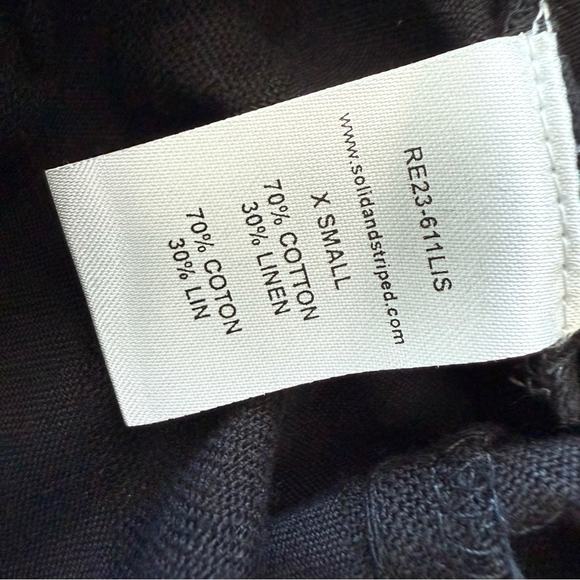 RE23-611LIS
www.solidandstriped.com
X SMALL
70% COTTON
30% LINEN
70% COTON
30% LIN